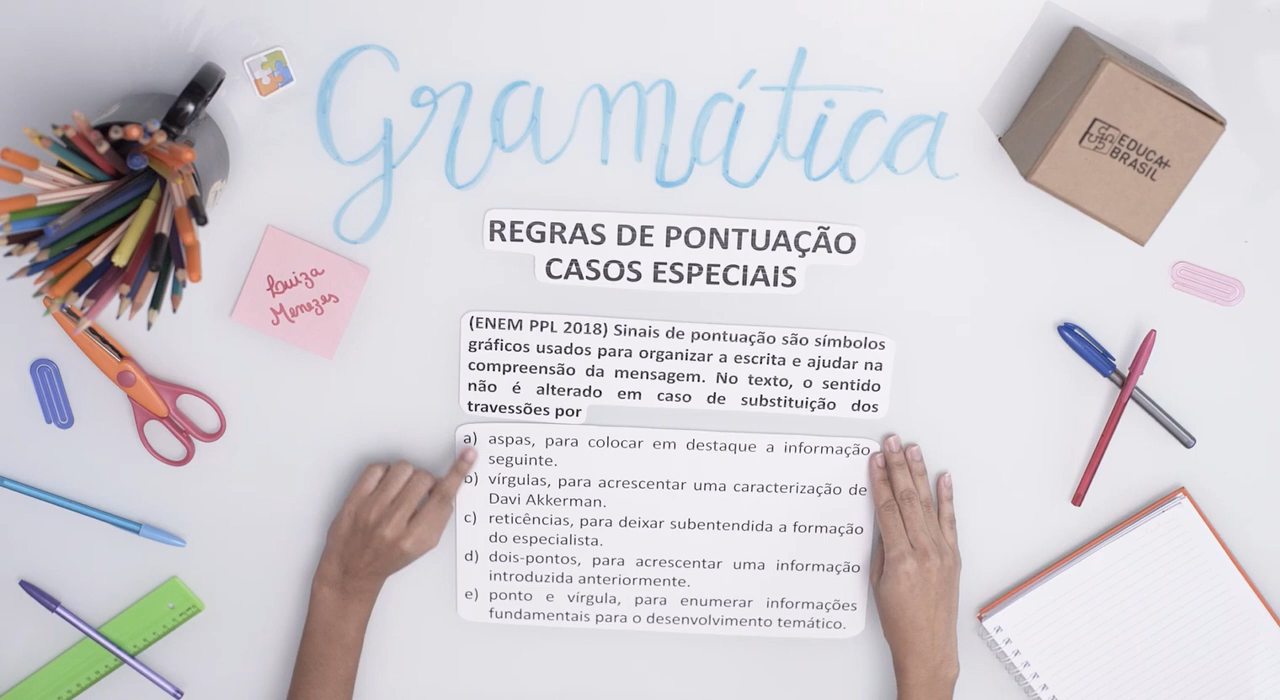 Gramática
EDUCA+
BRASIL
REGRAS DE PONTUAÇÃO
CASOS ESPECIAIS
Luiza
Menezes
(ENEM PPL 2018) Sinais de pontuação são símbolos
gráficos usados para organizar a escrita e ajudar na
compreensão da mensagem. No texto, o sentido
não é alterado em caso de substituição dos
travessões por
a) aspas, para colocar em destaque a informação
seguinte.
b) vírgulas, para acrescentar uma caracterização de
Davi Akkerman.
c) reticências, para deixar subentendida a formação
do especialista.
d) dois-pontos, para acrescentar uma informação
introduzida anteriormente.
e) ponto e vírgula, para enumerar informações
fundamentais para o desenvolvimento temático.